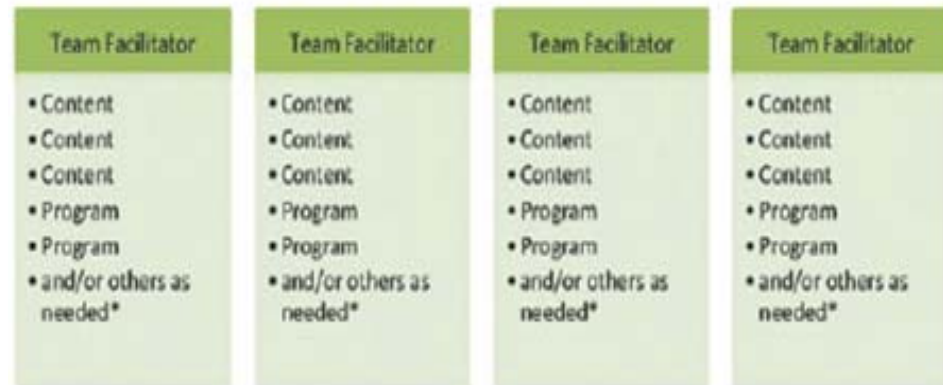 Team Facilitator
• Content
• Content
• Content
• Program
• Program
• and/or others as
needed*
Team Facilitator
• Content
• Content
• Content
• Program
• Program
• and/or others as
needed*
Team Facilitator
• Content
• Content
• Content
• Program
• Program
• and/or others as
needed*
Team Facilitator
• Content
• Content
• Content
• Program
• Program
• and/or others as
needed*